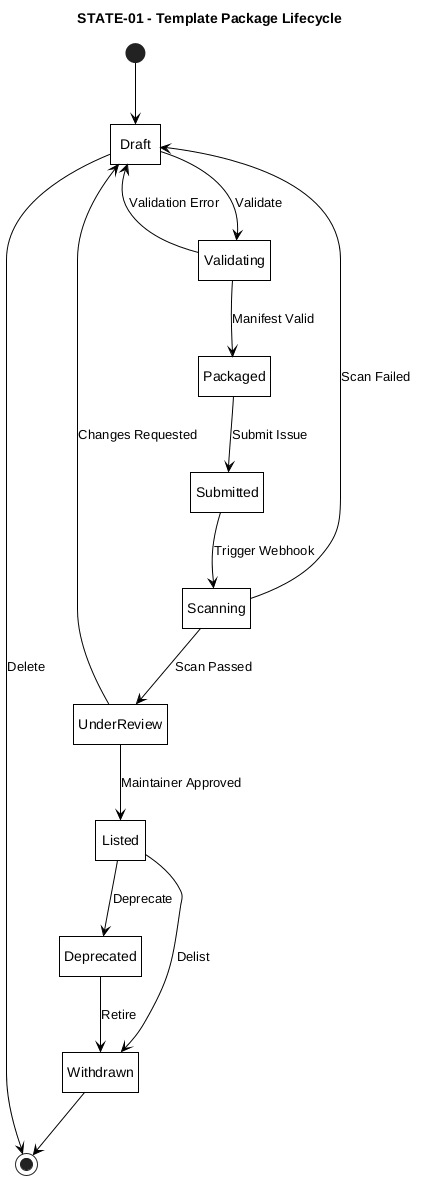 STATE-01 - Template Package Lifecycle
Draft
Validation Error
Validate
Validating
Manifest Valid
Packaged
Scan Failed
Changes Requested
Submit Issue
Submitted
Trigger Webhook
Scanning
Delete
Scan Passed
UnderReview
Maintainer Approved
Listed
Deprecate
Deprecated
Delist
Retire
Withdrawn